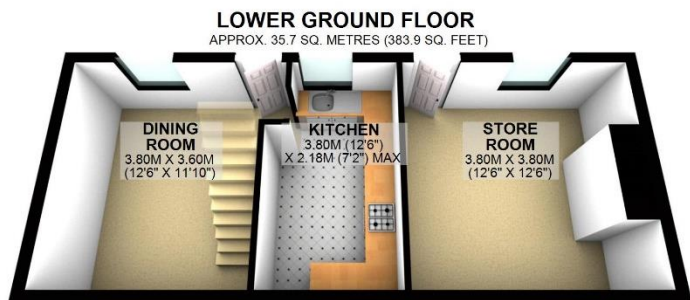 LOWER GROUND FLOOR
APPROX. 35.7 SQ. METRES (383.9 SQ. FEET)
DINING
ROOM
3.80M X 3.60M
(12'6" X 11'10")
KITCHEN
3.80M (12'6")
X 2.18M (7'2") MAX
STORE
ROOM
3.80M X 3.80M
(12'6" X 12'6")